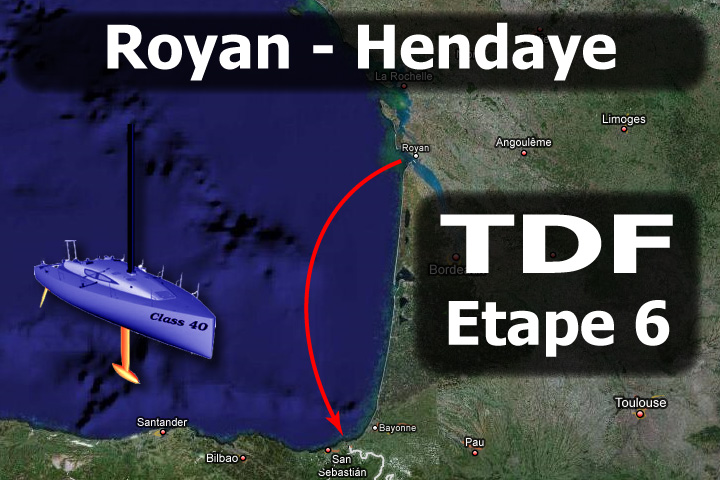 Royan - Hendaye
La Rochelle
Limoges
Angoulême
Royan
TDF
Borde
Etape 6
Class 40
Toulouse
Santander
Bayonne
Pau
Bilbao
San
Sebastián